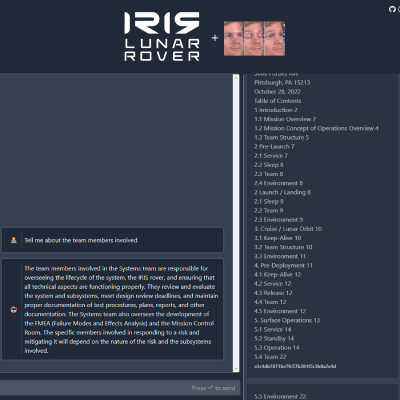 IRIS
LUNAR
ROVER
+
Tell me about the team members involved
The team members involved in the Systems team are responsible for
overseeing the lifecycle of the system, the IRIS rover, and ensuring that
all technical aspects are functioning properly. They review and evaluate
the system and subsystems, meet design review deadlines, and maintain
proper documentation of test procedures, plans, reports, and other
documentation. The Systems team also oversees the development of
the FMEA (Failure Modes and Effects Analysis) and the Mission Control
Room. The specific members involved in responding to a risk and
mitigating it will depend on the nature of the risk and the subsystems
involved.
Press ⏎ to send
5000 Forbes Ave
Pittsburgh, PA 15213
October 28, 2022
Table of Contents
1 Introduction 2
1.1 Mission Overview 2
1.2 Mission Concept of Operations Overview 4
1.3 Team Structure 5
2 Pre-Launch 7
2.1 Service 7
2.2 Sleep 8
2.3 Team 8
2.4 Environment 8
2 Launch / Landing 8
2.1 Sleep 9
2.2 Team 9
2.3 Environment 9
3. Cruise / Lunar Orbit 10
3.1 Keep-Alive 10
3.2 Team Structure 10
3.3 Environment 11
4. Pre-Deployment 11
4.1 Keep-Alive 12
4.2 Service 12
4.3 Release 12
4.4 Team 12
4.5 Environment 12
5. Surface Operations 13
5.1 Service 14
5.2 Standby 14
5.3 Operation 14
5.4 Team 22
5.5 Environment 22